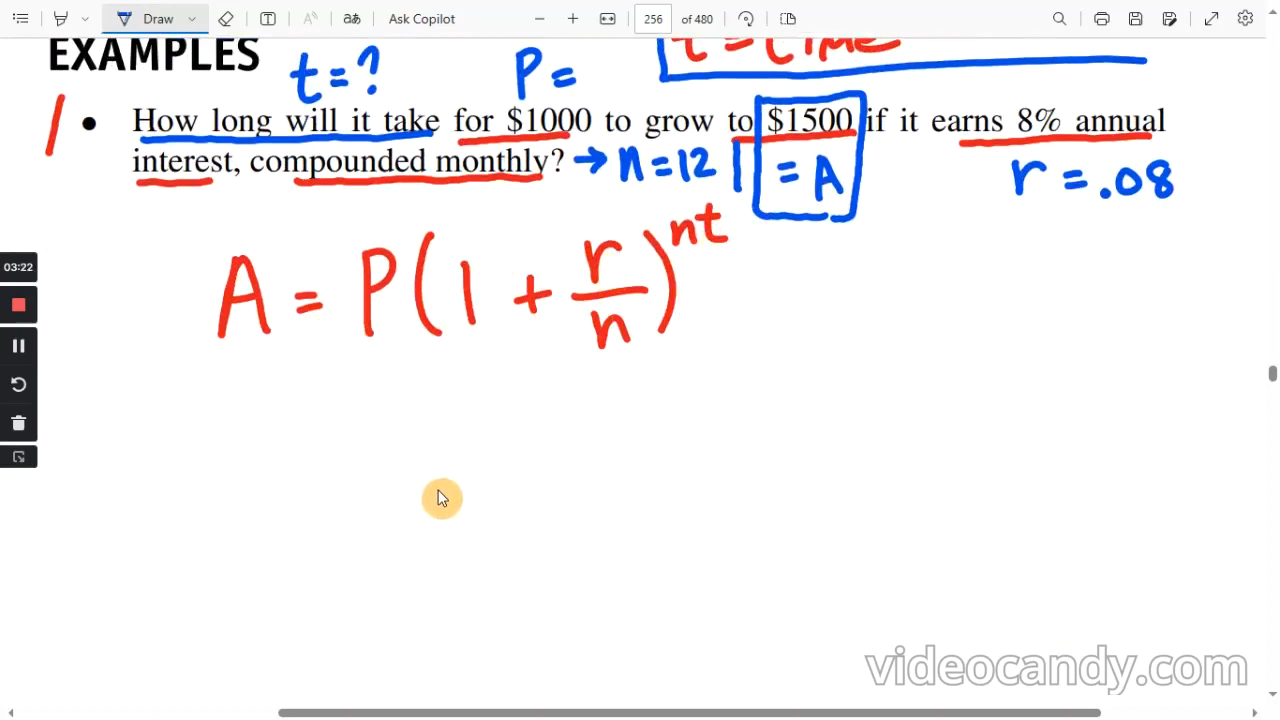 Draw
Ask Copilot
256 of 480
EXAMPLES
t = time
t = ?
P =
1
• How long will it take for $1000 to grow to $1500 if it earns 8% annual
interest, compounded monthly? → n = 12
= A
r = .08
A = P(1 + r/n)^nt
03:22
videocandy.com